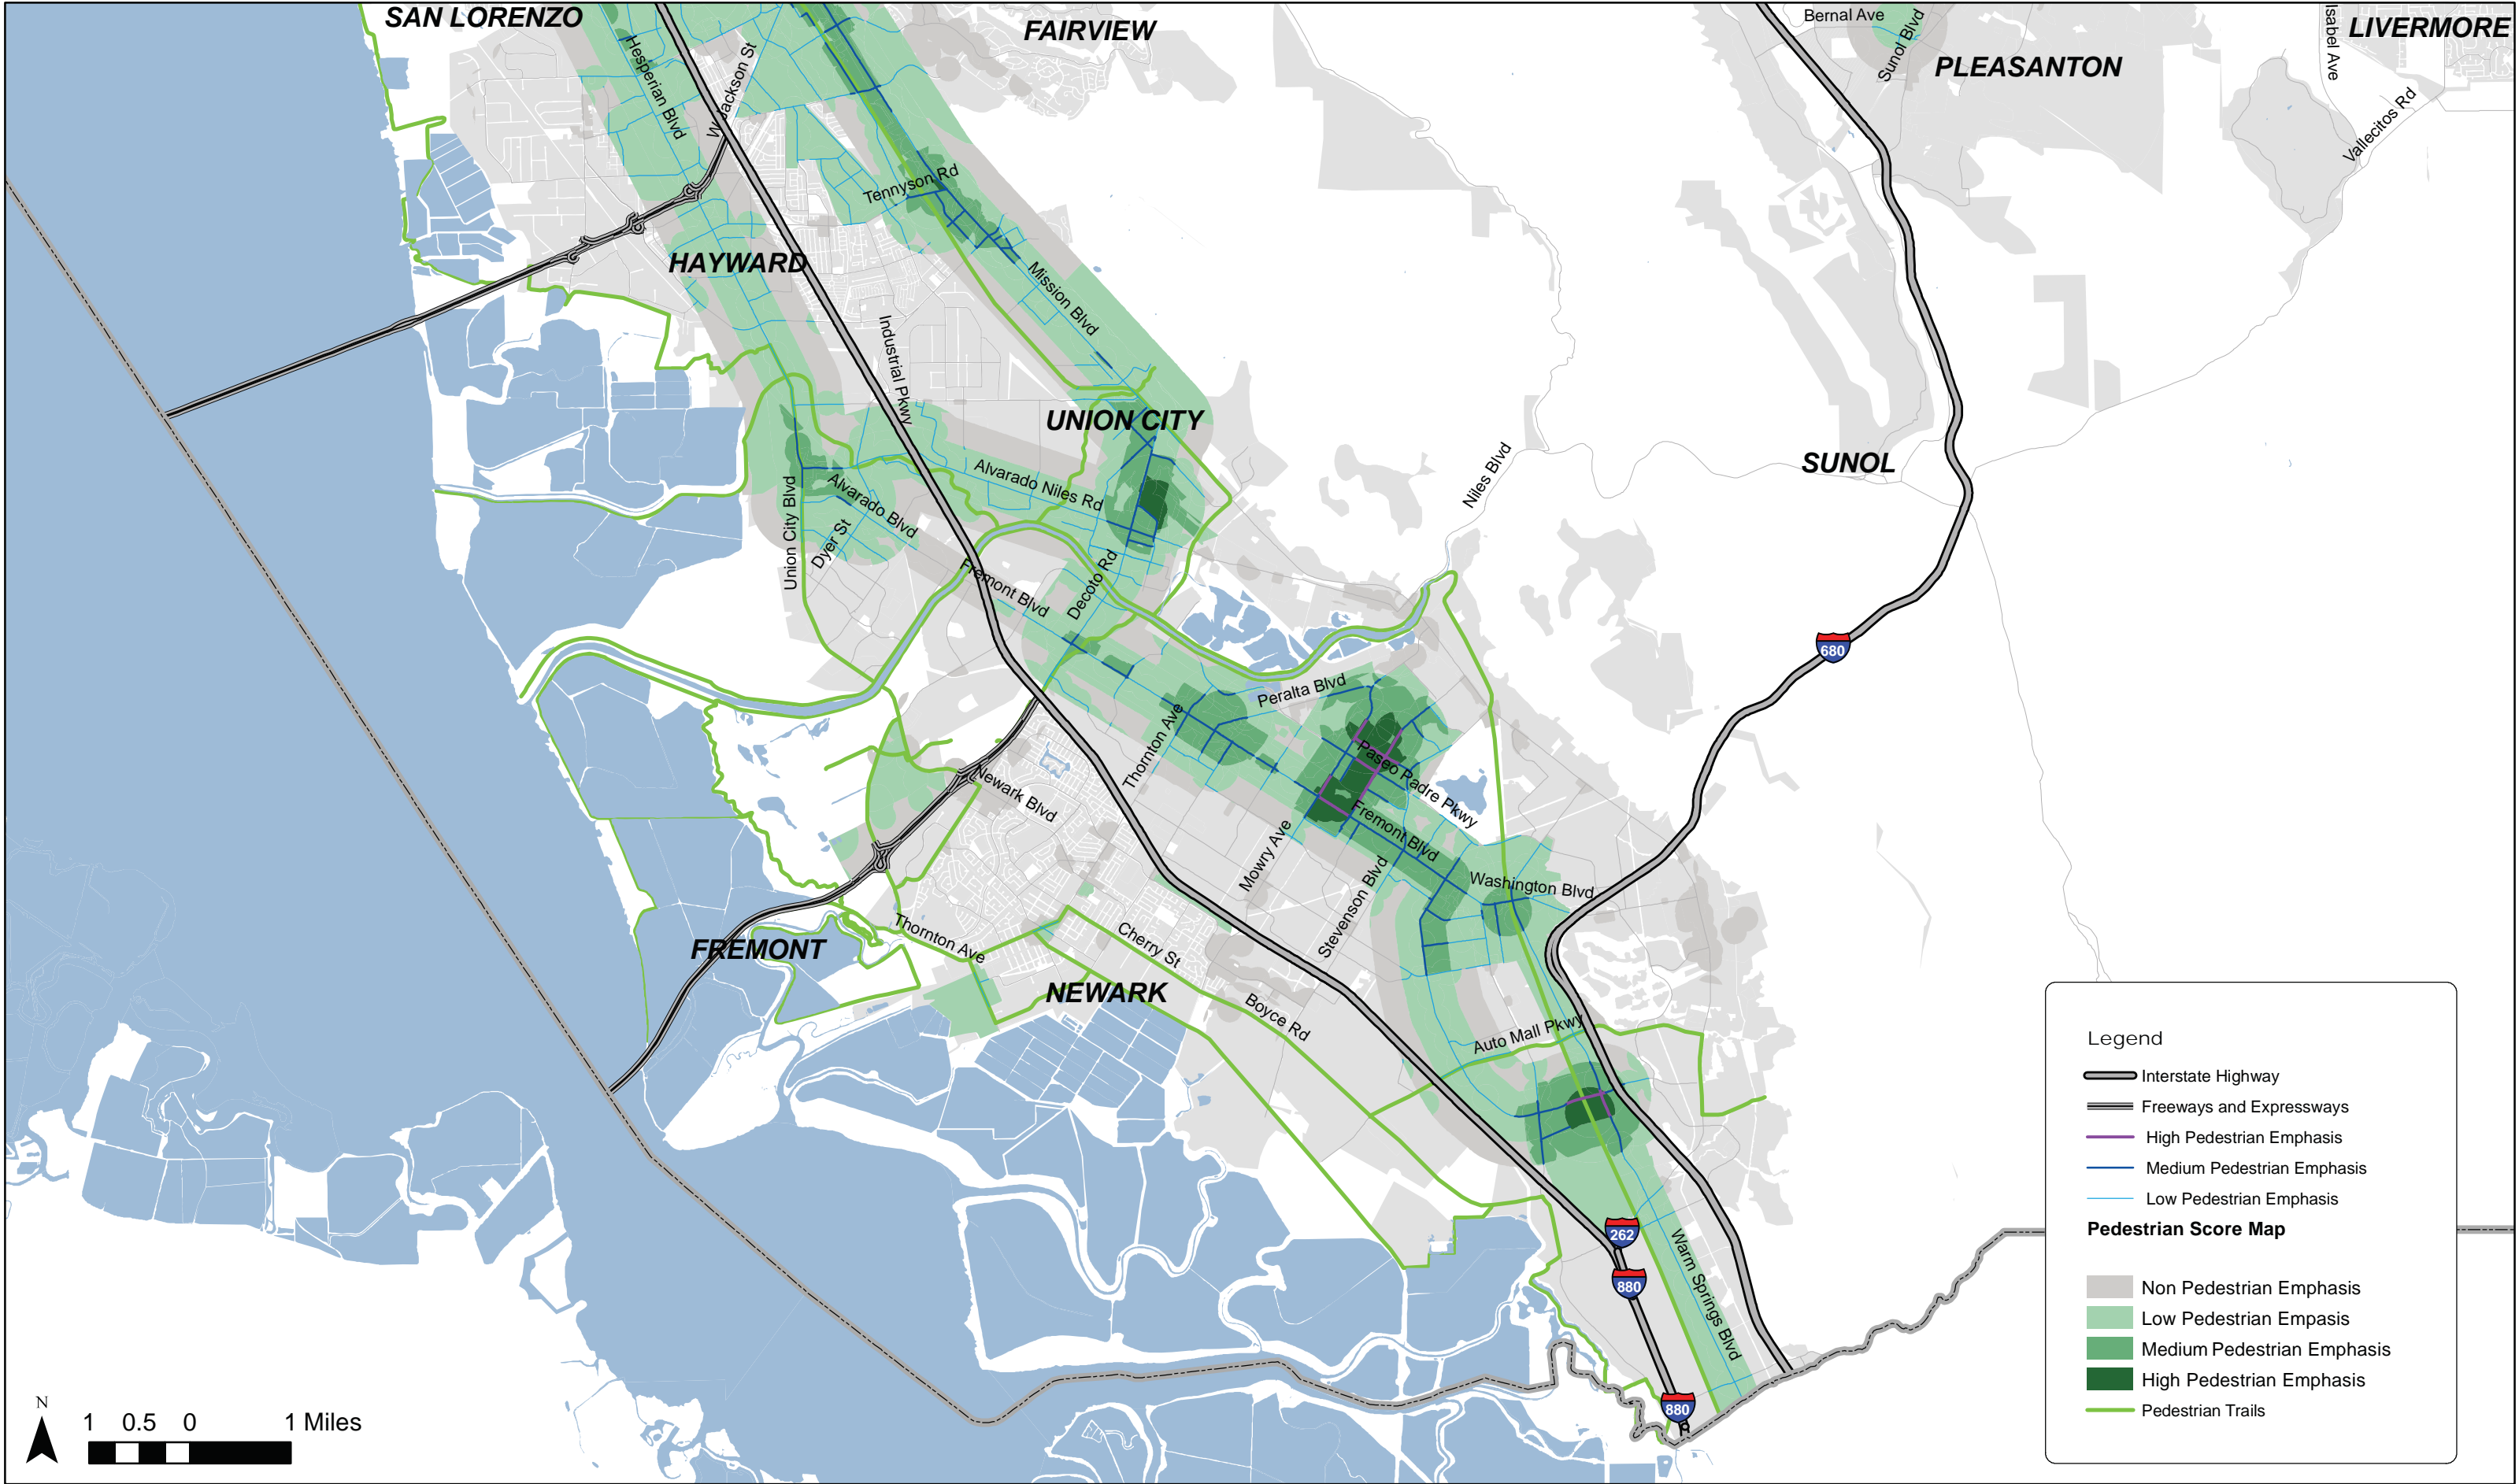 SAN LORENZO
FAIRVIEW
Bernal Ave
Sunol Blvd
PLEASANTON
Isabel Ave
LIVERMORE
Vallecitos Rd
Hesperian Blvd
W Jackson St
Tennyson Rd
HAYWARD
Mission Blvd
Industrial Pkwy
UNION CITY
Alvarado Niles Rd
Niles Blvd
SUNOL
Union City Blvd
Alvarado Blvd
Dyer St
Fremont Blvd
Decoto Rd
680
Peralta Blvd
Thornton Ave
Paseo Padre Pkwy
Newark Blvd
Fremont Blvd
Mowry Ave
Stevenson Blvd
Washington Blvd
Thornton Ave
Cherry St
FREMONT
NEWARK
Boyce Rd
Auto Mall Pkwy
262
880
Warm Springs Blvd
880
Legend
Interstate Highway
Freeways and Expressways
High Pedestrian Emphasis
Medium Pedestrian Emphasis
Low Pedestrian Emphasis
Pedestrian Score Map
Non Pedestrian Emphasis
Low Pedestrian Empasis
Medium Pedestrian Emphasis
High Pedestrian Emphasis
Pedestrian Trails
N
1 0.5 0 1 Miles